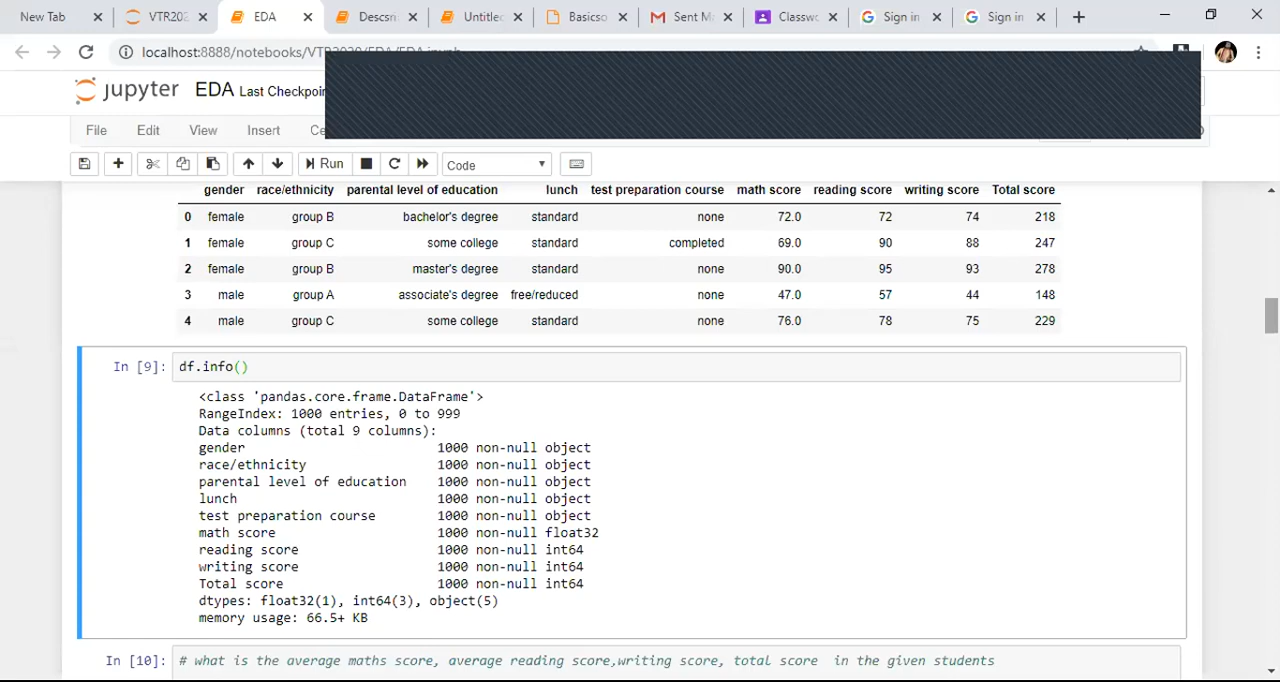 New Tab VTR202 EDA Descsri Untitled Basicso Sent Ma Classwo Sign in Sign in
localhost:8888/notebooks/VTR2020/EDA/EDA.ipynb
jupyter EDA Last Checkpoin
File Edit View Insert Ce
Run Code
gender race/ethnicity parental level of education lunch test preparation course math score reading score writing score Total score
0 female group B bachelor's degree standard none 72.0 72 74 218
1 female group C some college standard completed 69.0 90 88 247
2 female group B master's degree standard none 90.0 95 93 278
3 male group A associate's degree free/reduced none 47.0 57 44 148
4 male group C some college standard none 76.0 78 75 229
In [9]: df.info()
<class 'pandas.core.frame.DataFrame'>
RangeIndex: 1000 entries, 0 to 999
Data columns (total 9 columns):
gender 1000 non-null object
race/ethnicity 1000 non-null object
parental level of education 1000 non-null object
lunch 1000 non-null object
test preparation course 1000 non-null object
math score 1000 non-null float32
reading score 1000 non-null int64
writing score 1000 non-null int64
Total score 1000 non-null int64
dtypes: float32(1), int64(3), object(5)
memory usage: 66.5+ KB
In [10]: # what is the average maths score, average reading score,writing score, total score in the given students